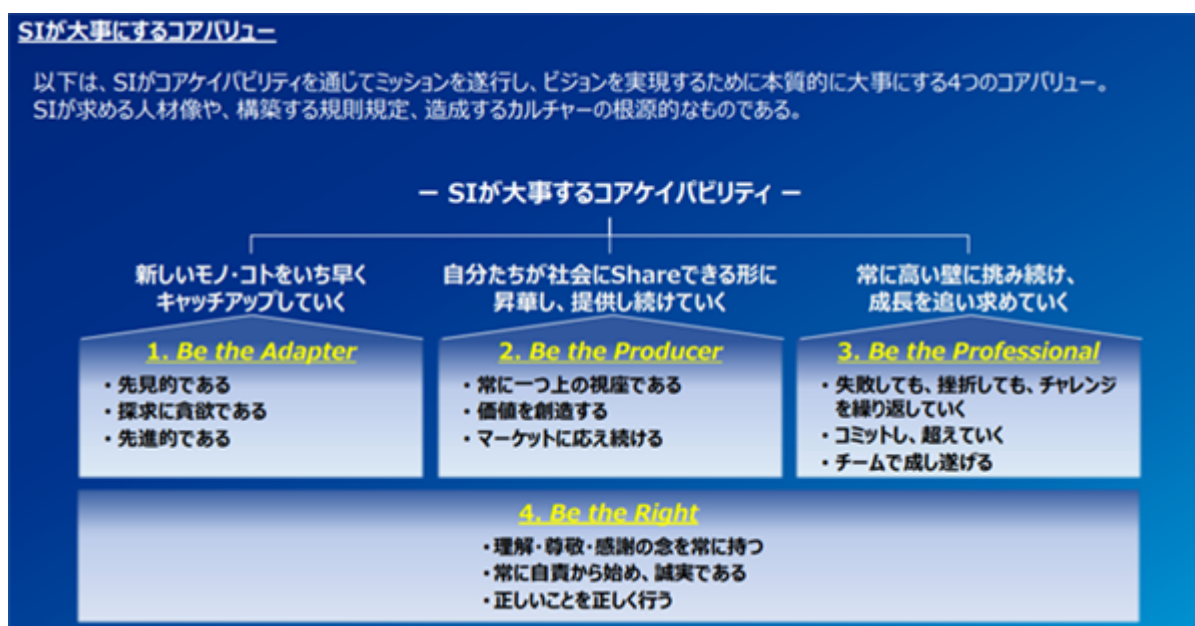 SIが大事にするコアバリュー
以下は、SIがコアケイパビリティを通じてミッションを遂行し、ビジョンを実現するために本質的に大事にする4つのコアバリュー。
SIが求める人材像や、構築する規則規定、造成するカルチャーの根源的なものである。
― SIが大事するコアケイパビリティ ―
新しいモノ・コトをいち早く
キャッチアップしていく
自分たちが社会にShareできる形に
昇華し、提供し続けていく
常に高い壁に挑み続け、
成長を追い求めていく
1. Be the Adapter
・先見的である
・探求に貪欲である
・先進的である
2. Be the Producer
・常に一つ上の視座である
・価値を創造する
・マーケットに応え続ける
3. Be the Professional
・失敗しても、挫折しても、チャレンジ
を繰り返していく
・コミットし、超えていく
・チームで成し遂げる
4. Be the Right
・理解・尊敬・感謝の念を常に持つ
・常に自責から始め、誠実である
・正しいことを正しく行う